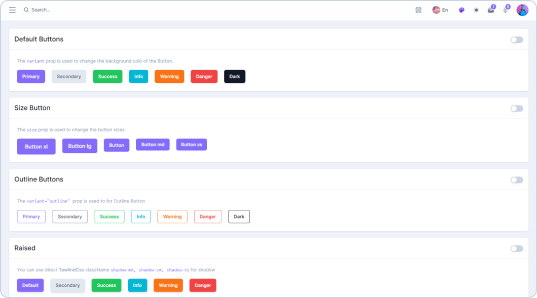 Search...
En
Default Buttons
The variant prop is used to change the background colo of the Button.
Primary Secondary Success Info Warning Danger Dark
Size Button
The size prop is used to change the button sizes
Button xl Button lg Button Button md Button xs
Outline Buttons
The variant="outline" prop is used to for Outline Button
Primary Secondary Success Info Warning Danger Dark
Raised
You can use direct TawilndCss className shadow-md, shadow-sm, shadow -xs for shadow
Default Secondary Success Info Warning Danger